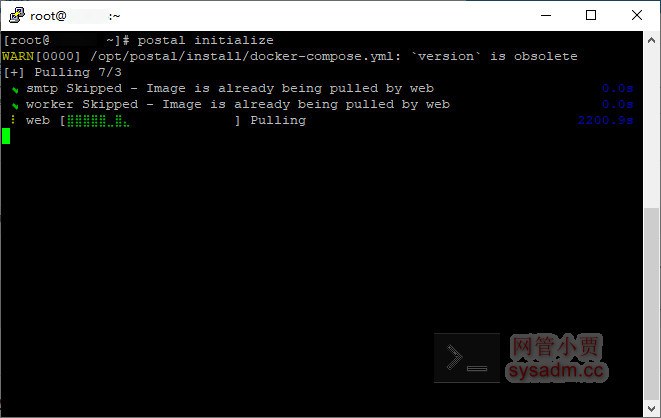 root@ :~
[root@ ~]# postal initialize
WARN[0000] /opt/postal/install/docker-compose.yml: `version` is obsolete
[+] Pulling 7/3
smtp Skipped - Image is already being pulled by web 0.0s
worker Skipped - Image is already being pulled by web 0.0s
web [⣿⣿⣿⣿⣿⣀⣿⣄ ] Pulling 2200.9s
>_
网管小贾
sysadm.cc